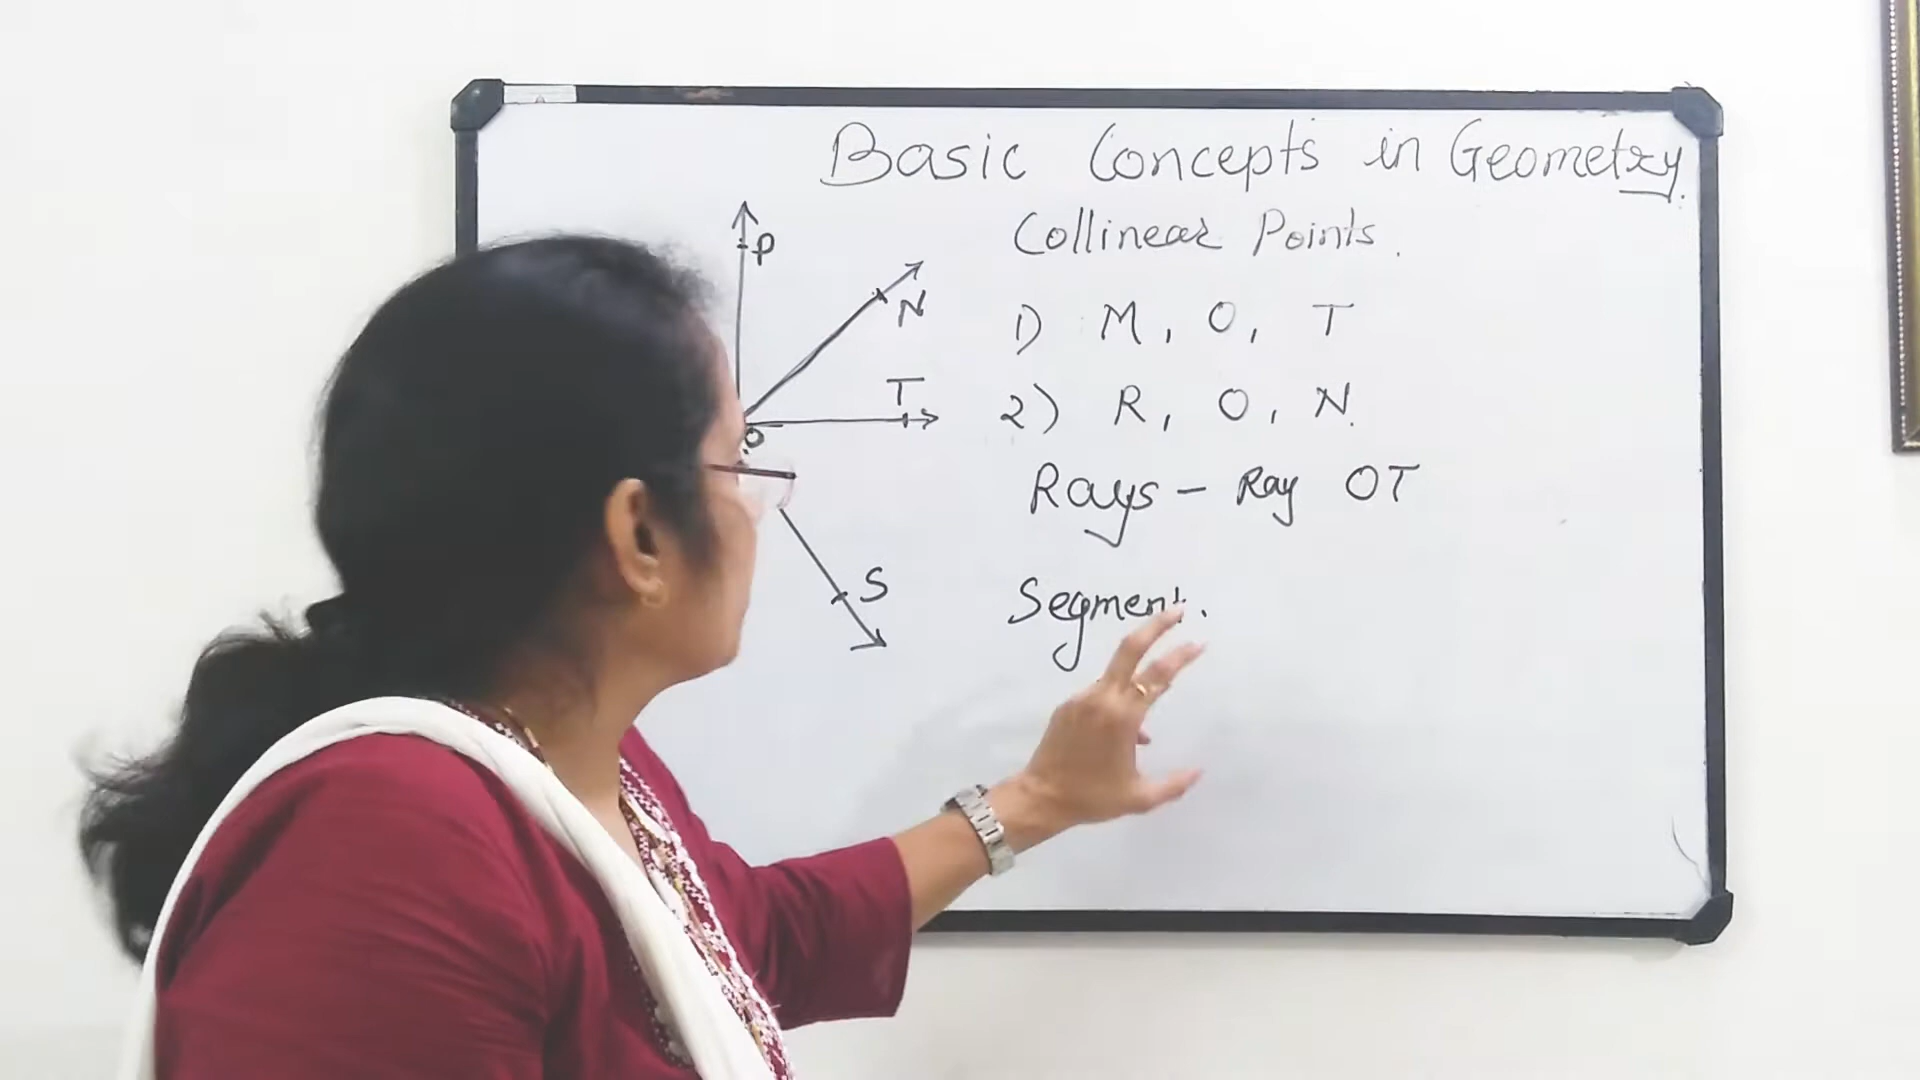 Basic Concepts in Geometry.
Collinear Points.
P
N
1) M, O, T
T
2) R, O, N.
O
Rays - Ray OT
S
Segment.